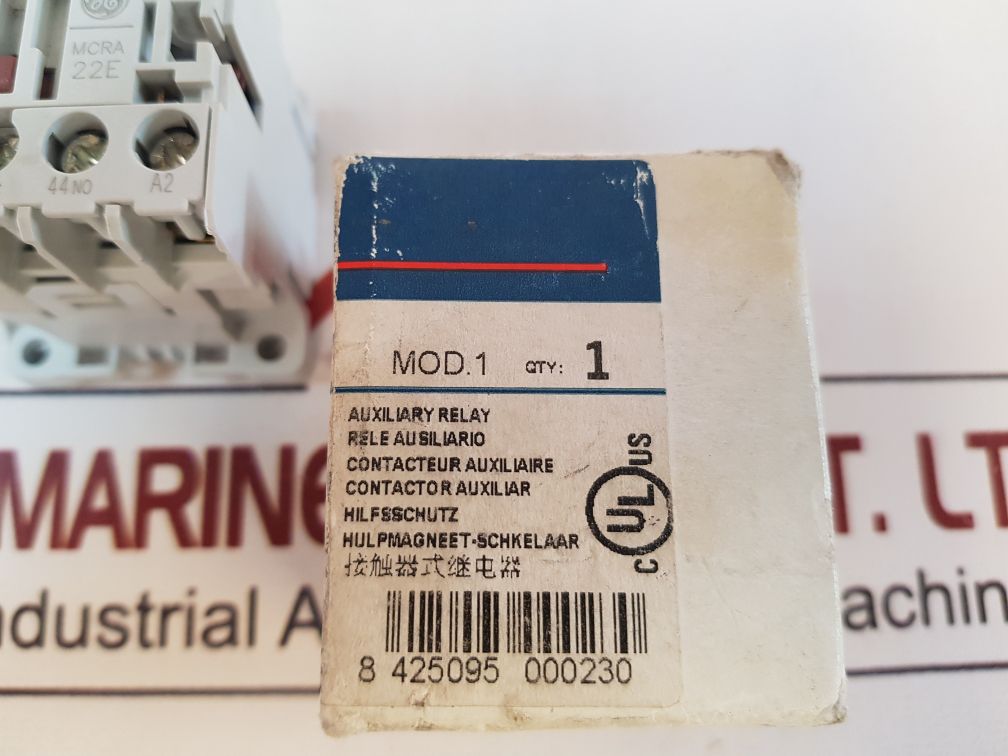 MCRA
22E
44NO
A2
MOD.1 QTY: 1
AUXILIARY RELAY
RELE AUSILIARIO
CONTACTEUR AUXILIAIRE
CONTACTOR AUXILIAR
HILFSSCHUTZ
HULPMAGNEET-SCHKELAAR
接触器式继电器
C UL US
8 425095 000230
MARINE T. LT
ndustrial A achin